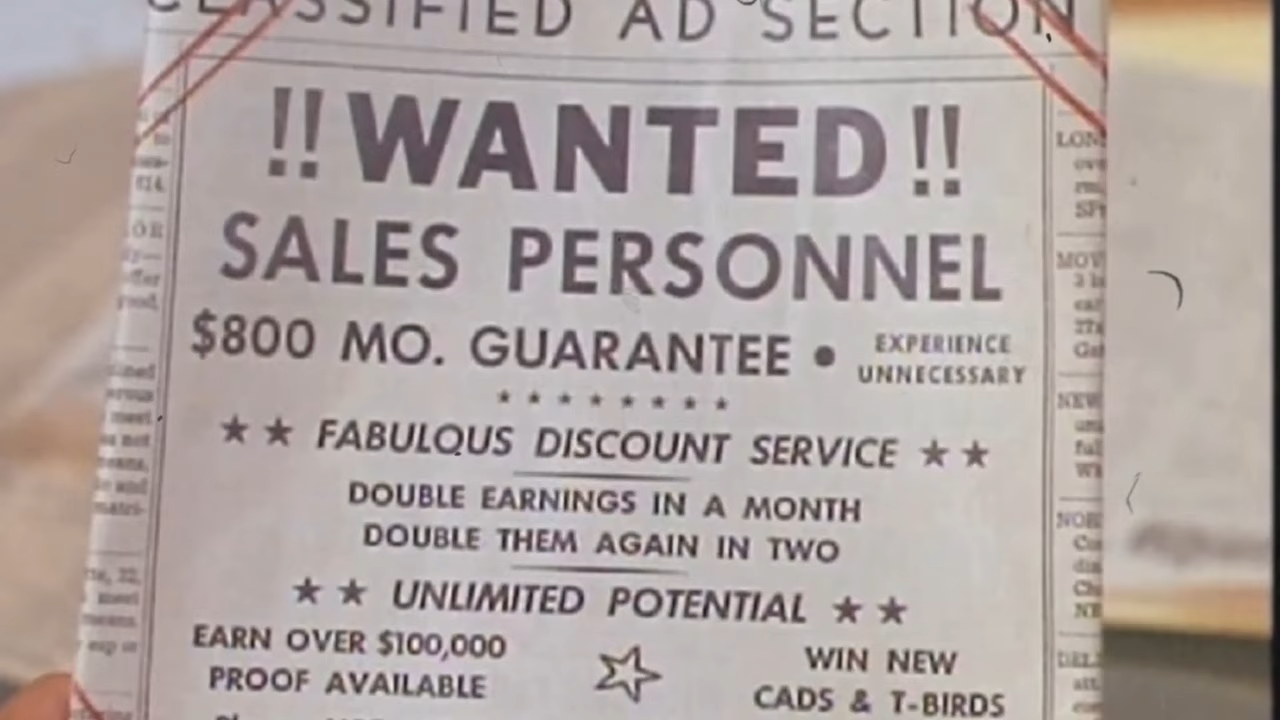 CLASSIFIED AD SECTION
!! WANTED !!
SALES PERSONNEL
$800 MO. GUARANTEE • EXPERIENCE
UNNECESSARY
★ ★ ★ ★ ★ ★ ★ ★
★ ★ FABULOUS DISCOUNT SERVICE ★ ★
DOUBLE EARNINGS IN A MONTH
DOUBLE THEM AGAIN IN TWO
★ ★ UNLIMITED POTENTIAL ★ ★
EARN OVER $100,000
PROOF AVAILABLE
WIN NEW
CADS & T-BIRDS